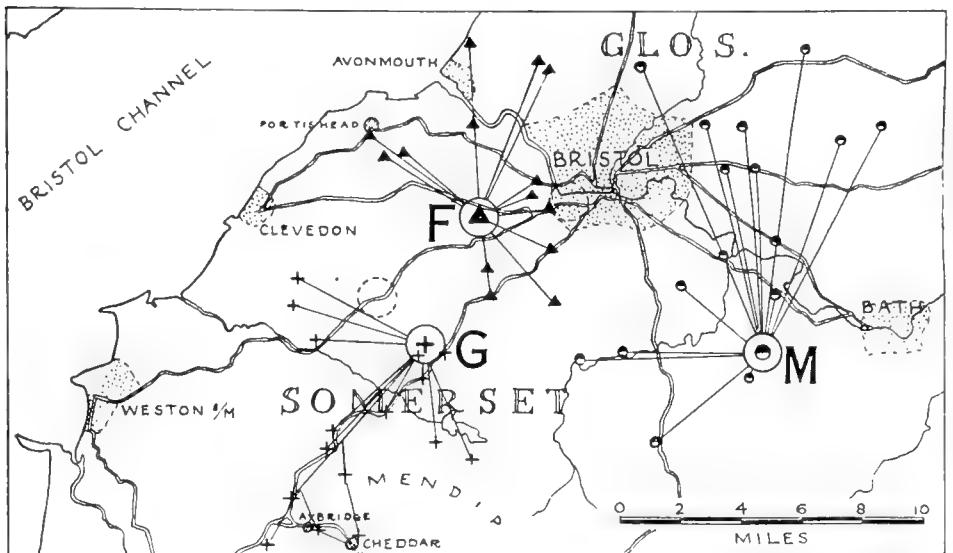 GLOS.
AVONMOUTH
BRISTOL CHANNEL
PORTISHEAD
BRISTOL
F
CLEVEDON
BATH
G
M
SOMERSET
WESTON S/M
MEND
AXBRIDGE
CHEDDAR
0 2 4 6 8 10
MILES